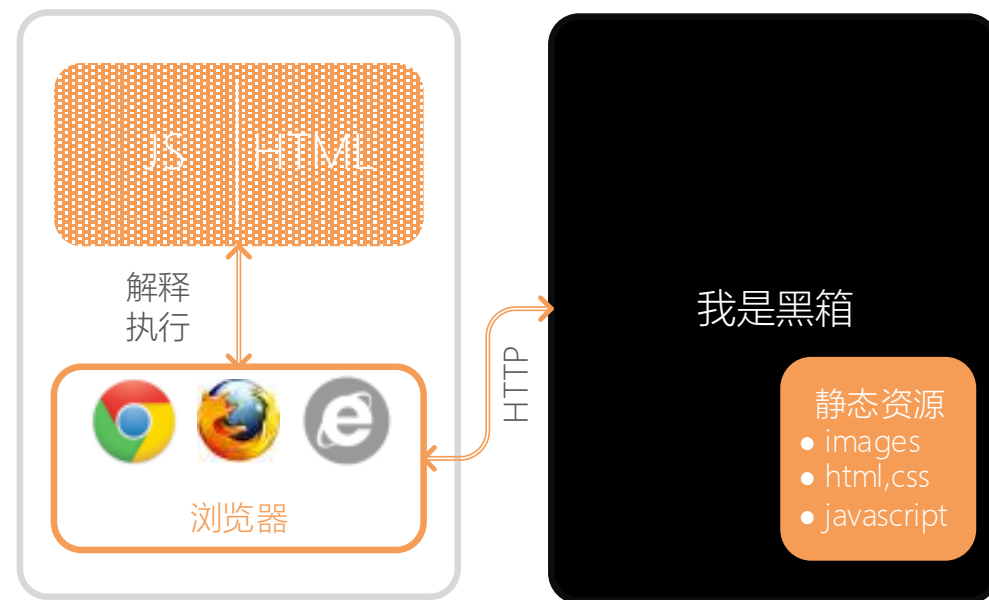 JS
HTML
解释
执行
浏览器
HTTP
我是黑箱
静态资源
● images
● html,css
● javascript